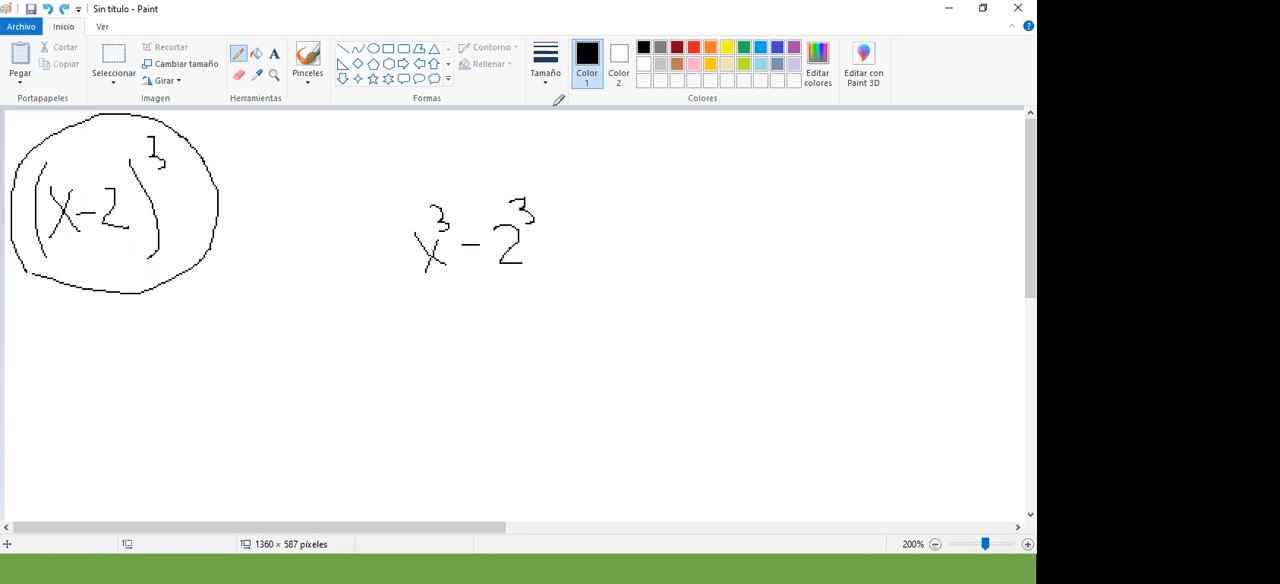 Sin título - Paint
Archivo Inicio Ver
Pegar Cortar Copiar Seleccionar Recortar Cambiar tamaño Girar A Pinceles Contorno Rellenar Tamaño Color 1 Color 2 Editar colores Editar con Paint 3D
Portapapeles Imagen Herramientas Formas Colores
(x-2)³
x³ - 2³
1360 × 587 píxeles 200%